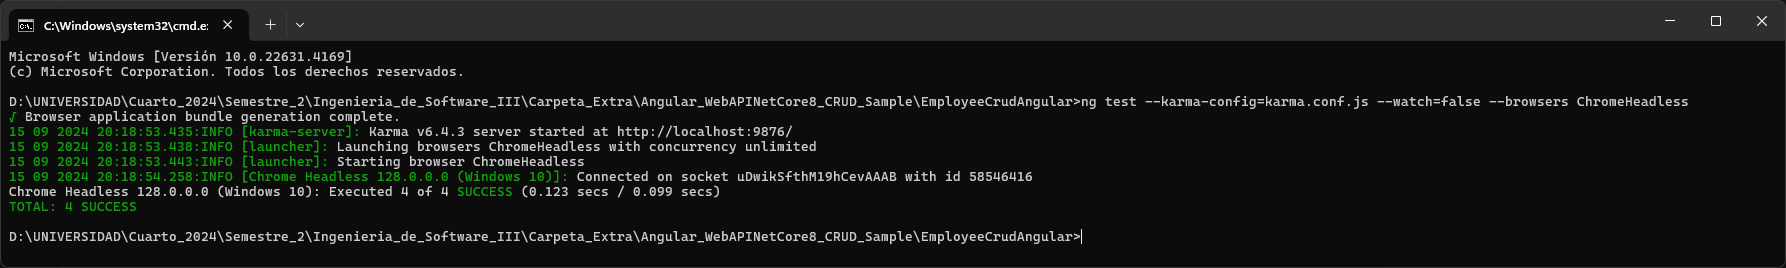 C:\Windows\system32\cmd.e:
Microsoft Windows [Versión 10.0.22631.4169]
(c) Microsoft Corporation. Todos los derechos reservados.
D:\UNIVERSIDAD\Cuarto_2024\Semestre_2\Ingenieria_de_Software_III\Carpeta_Extra\Angular_WebAPINetCore8_CRUD_Sample\EmployeeCrudAngular>ng test --karma-config=karma.conf.js --watch=false --browsers ChromeHeadless
√ Browser application bundle generation complete.
15 09 2024 20:18:53.435:INFO [karma-server]: Karma v6.4.3 server started at http://localhost:9876/
15 09 2024 20:18:53.438:INFO [launcher]: Launching browsers ChromeHeadless with concurrency unlimited
15 09 2024 20:18:53.443:INFO [launcher]: Starting browser ChromeHeadless
15 09 2024 20:18:54.258:INFO [Chrome Headless 128.0.0.0 (Windows 10)]: Connected on socket uDwikSfthM19hCevAAAB with id 58546416
Chrome Headless 128.0.0.0 (Windows 10): Executed 4 of 4 SUCCESS (0.123 secs / 0.099 secs)
TOTAL: 4 SUCCESS
D:\UNIVERSIDAD\Cuarto_2024\Semestre_2\Ingenieria_de_Software_III\Carpeta_Extra\Angular_WebAPINetCore8_CRUD_Sample\EmployeeCrudAngular>